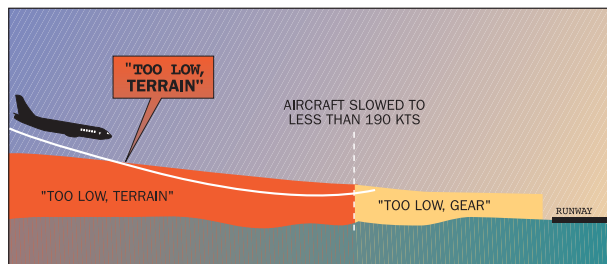 "TOO LOW,
TERRAIN"
AIRCRAFT SLOWED TO
LESS THAN 190 KTS
"TOO LOW, TERRAIN"
"TOO LOW, GEAR"
RUNWAY